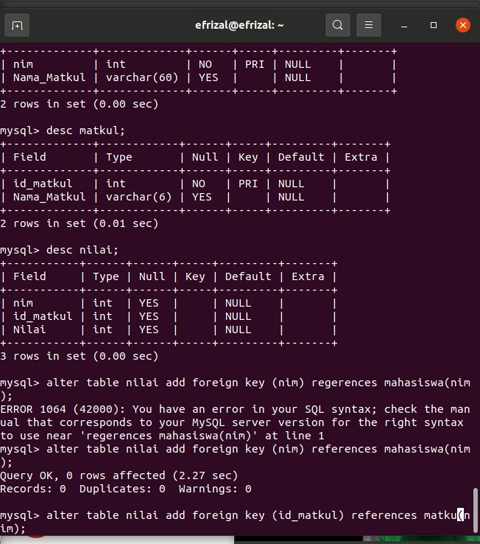 efrizal@efrizal: ~
+------------+-------------+------+-----+---------+-------+
| nim        | int         | NO   | PRI | NULL    |       |
| Nama_Matkul | varchar(60) | YES  |     | NULL    |       |
+------------+-------------+------+-----+---------+-------+
2 rows in set (0.00 sec)
mysql> desc matkul;
+-------------+------------+------+-----+---------+-------+
| Field       | Type       | Null | Key | Default | Extra |
+-------------+------------+------+-----+---------+-------+
| id_matkul   | int        | NO   | PRI | NULL    |       |
| Nama_Matkul | varchar(6) | YES  |     | NULL    |       |
+-------------+------------+------+-----+---------+-------+
2 rows in set (0.01 sec)
mysql> desc nilai;
+-----------+------+------+-----+---------+-------+
| Field     | Type | Null | Key | Default | Extra |
+-----------+------+------+-----+---------+-------+
| nim       | int  | YES  |     | NULL    |       |
| id_matkul | int  | YES  |     | NULL    |       |
| Nilai     | int  | YES  |     | NULL    |       |
+-----------+------+------+-----+---------+-------+
3 rows in set (0.00 sec)
mysql> alter table nilai add foreign key (nim) regerences mahasiswa(nim
);
ERROR 1064 (42000): You have an error in your SQL syntax; check the man
ual that corresponds to your MySQL server version for the right syntax
to use near 'regerences mahasiswa(nim)' at line 1
mysql> alter table nilai add foreign key (nim) references mahasiswa(nim
);
Query OK, 0 rows affected (2.27 sec)
Records: 0  Duplicates: 0  Warnings: 0
mysql> alter table nilai add foreign key (id_matkul) references matku(n
im);